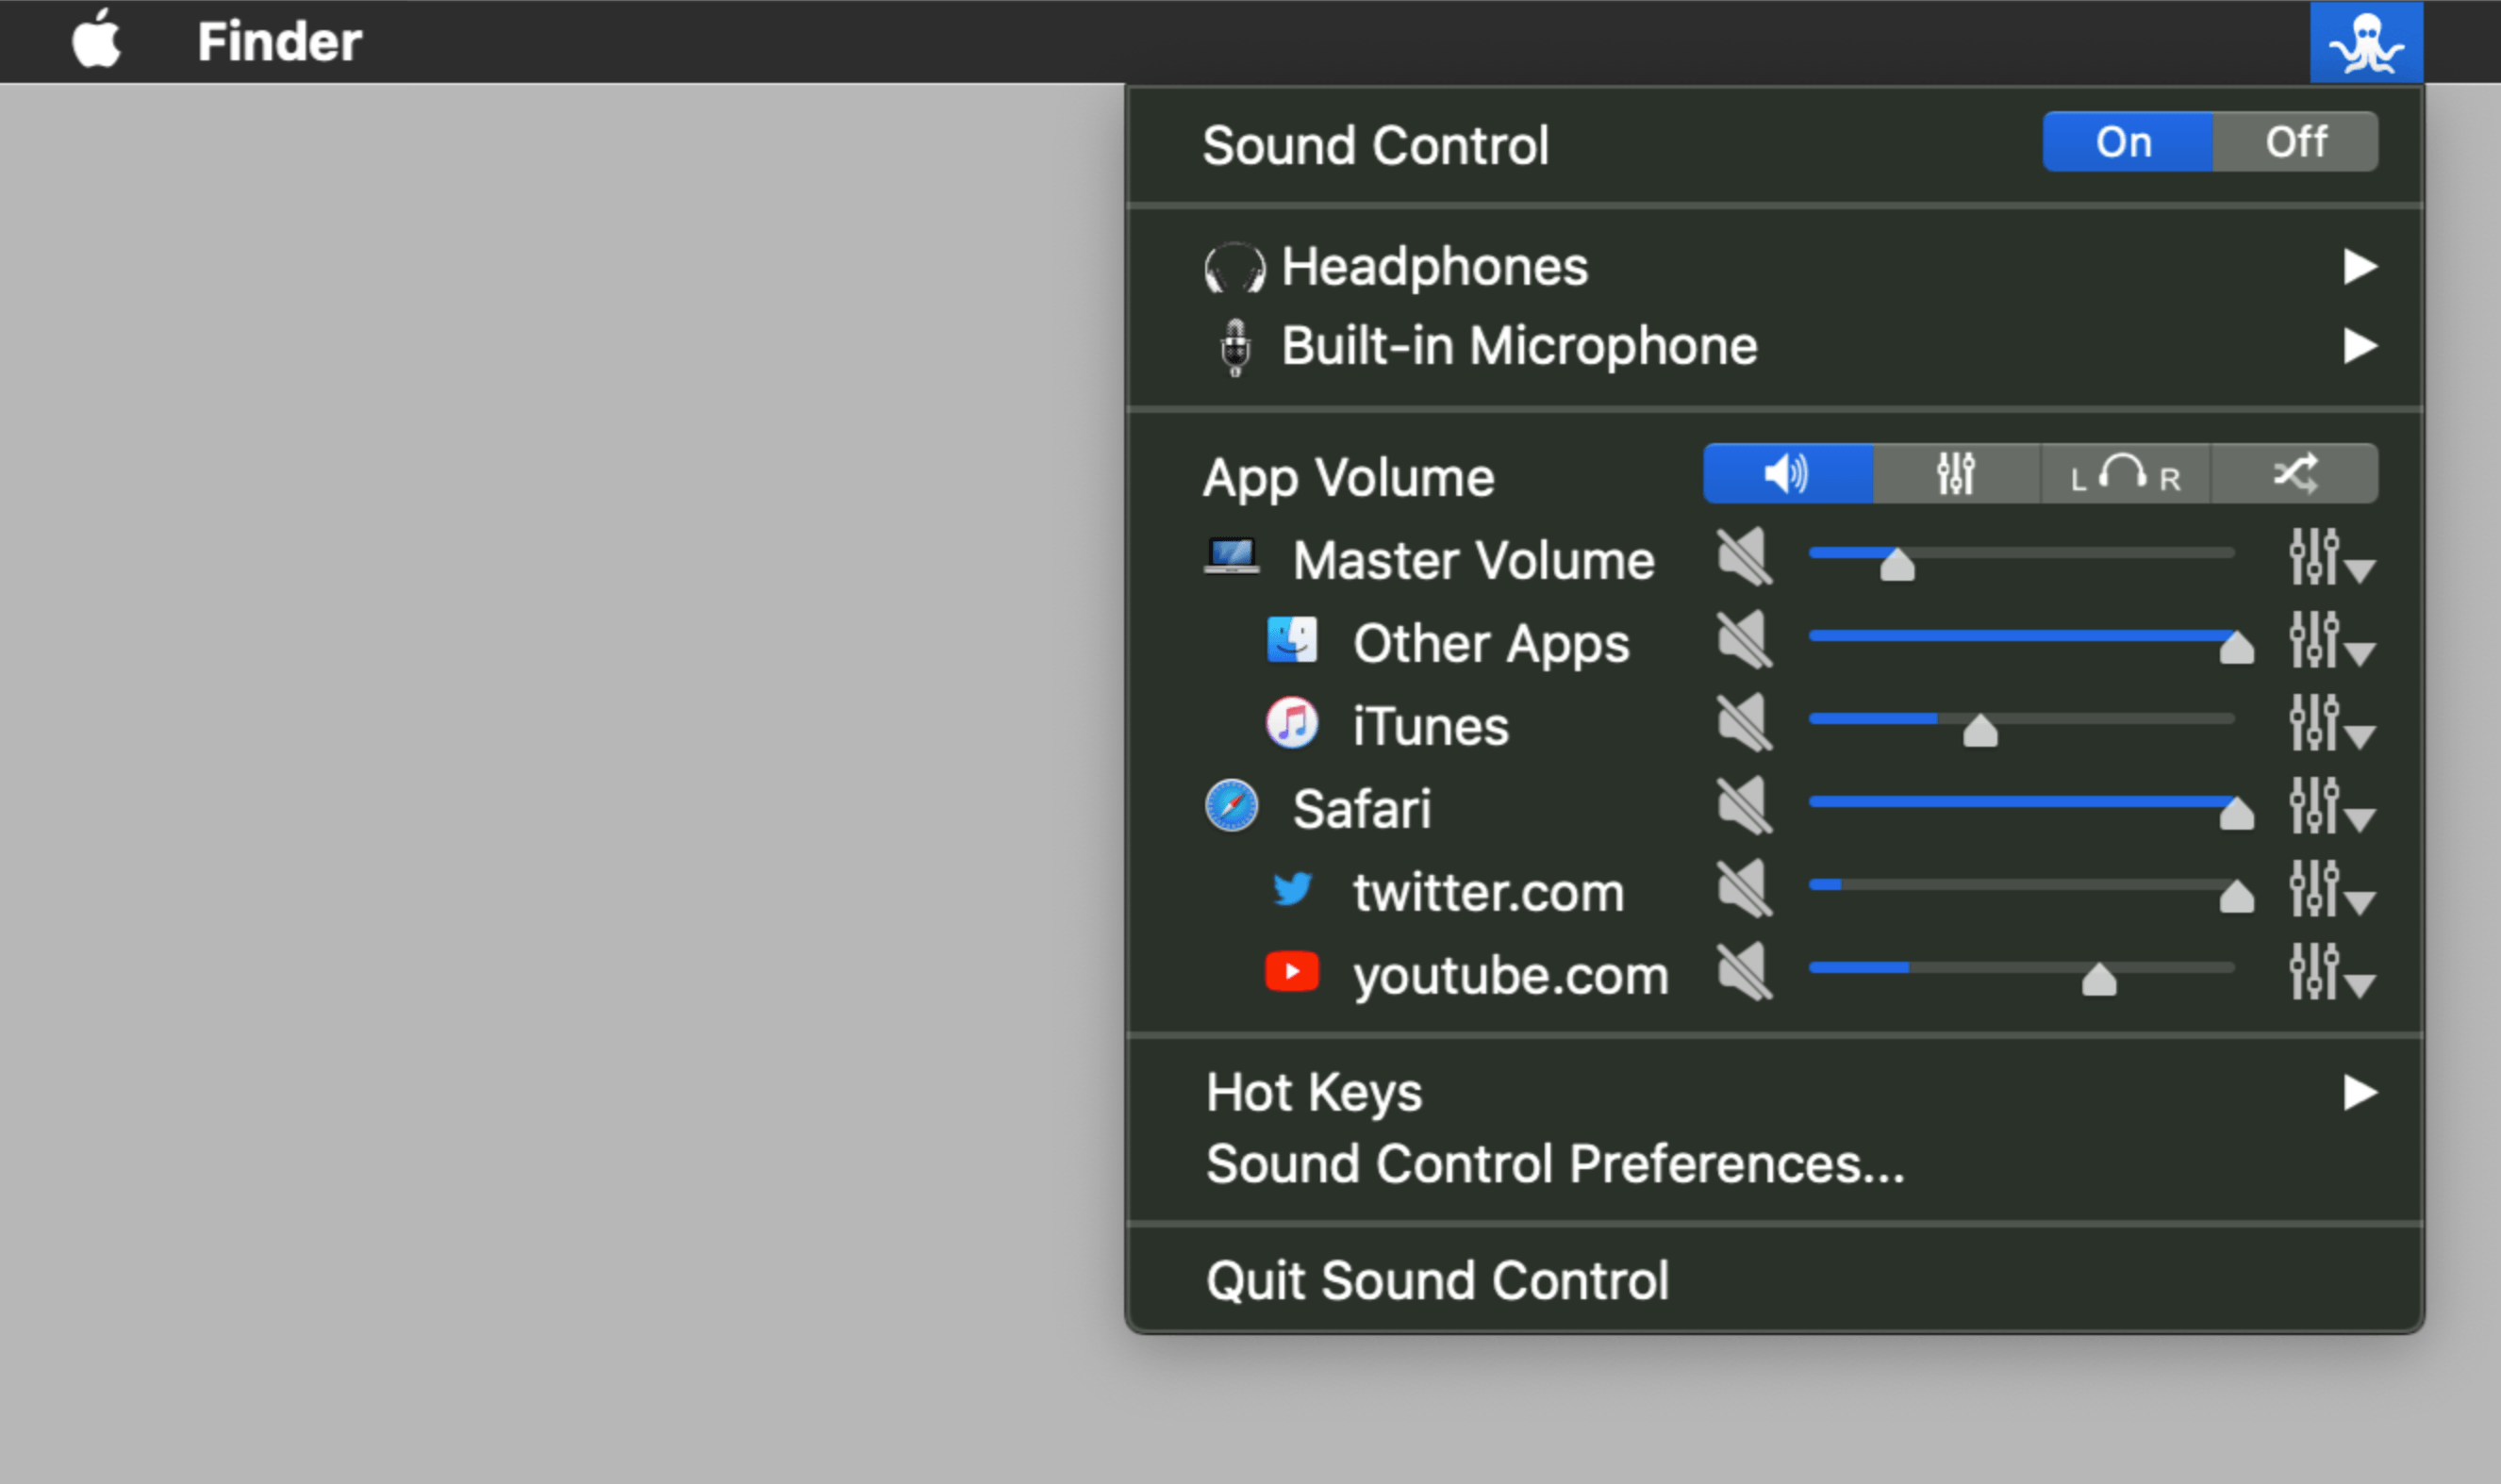 Finder
Sound Control On Off
Headphones
Built-in Microphone
App Volume L R
Master Volume
Other Apps
iTunes
Safari
twitter.com
youtube.com
Hot Keys
Sound Control Preferences...
Quit Sound Control